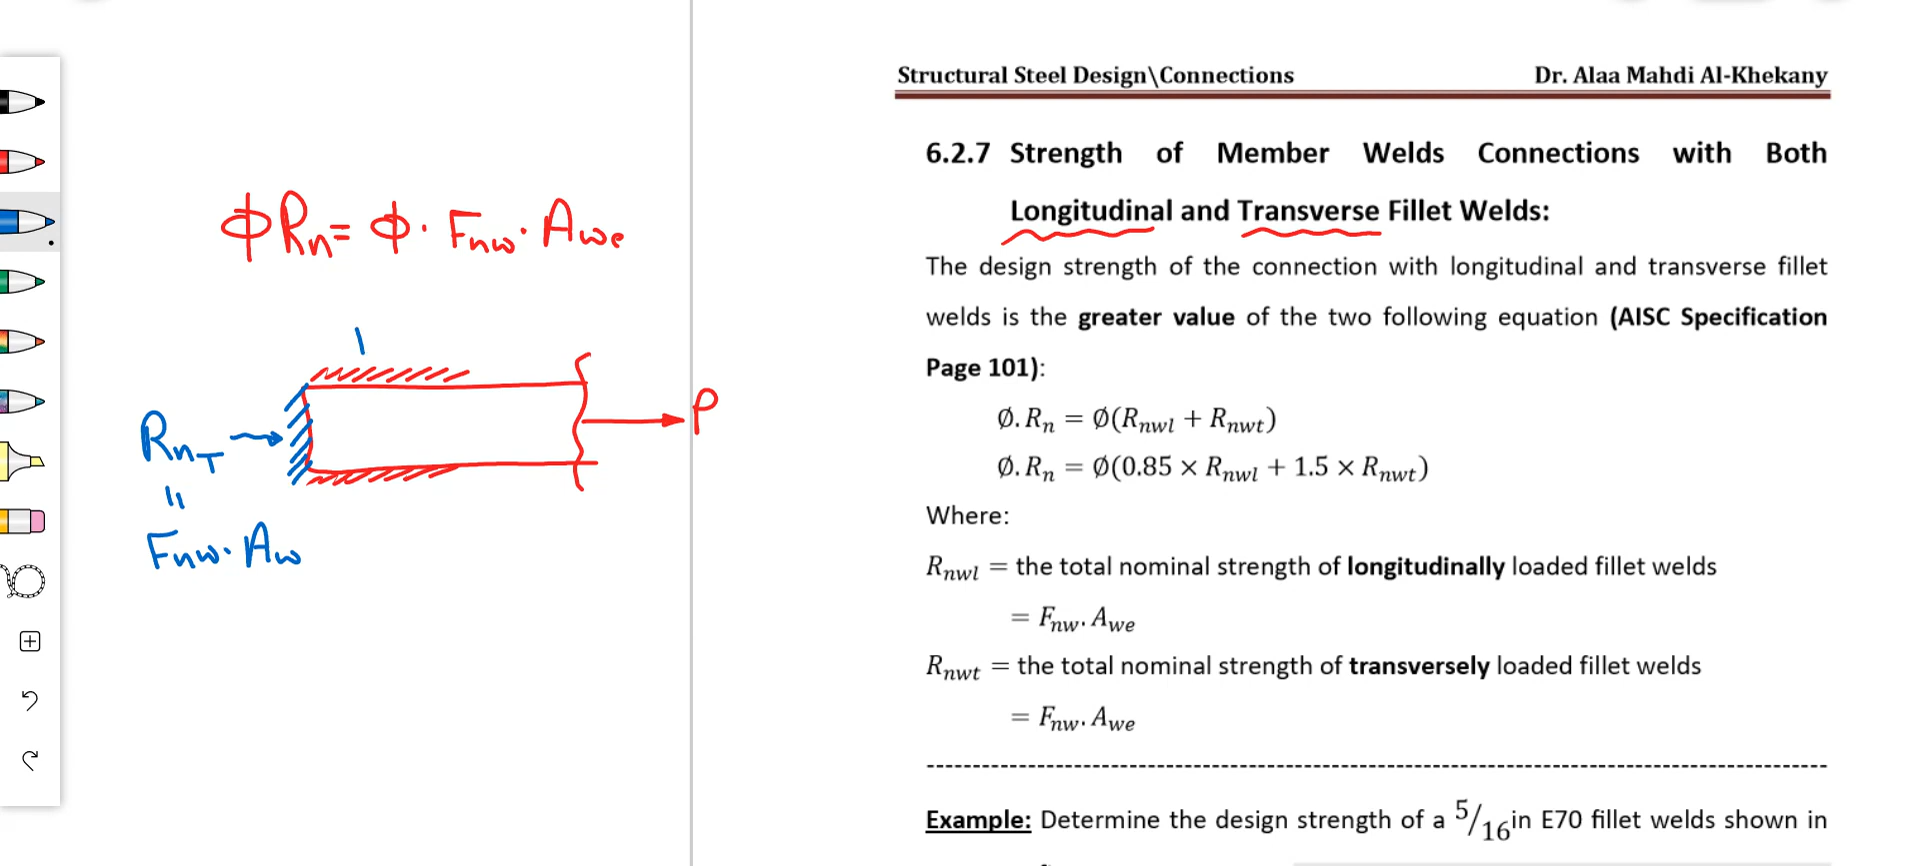 ϕRn = ϕ. Fnw. Awe
P
RnT
=
Fnw. Aw
Structural Steel Design\Connections Dr. Alaa Mahdi Al-Khekany
6.2.7 Strength of Member Welds Connections with Both
Longitudinal and Transverse Fillet Welds:
The design strength of the connection with longitudinal and transverse fillet
welds is the greater value of the two following equation (AISC Specification
Page 101):
Ø. Rn = Ø(Rnwl + Rnwt)
Ø. Rn = Ø(0.85 × Rnwl + 1.5 × Rnwt)
Where:
Rnwl = the total nominal strength of longitudinally loaded fillet welds
= Fnw. Awe
Rnwt = the total nominal strength of transversely loaded fillet welds
= Fnw. Awe
Example: Determine the design strength of a 5/16in E70 fillet welds shown in